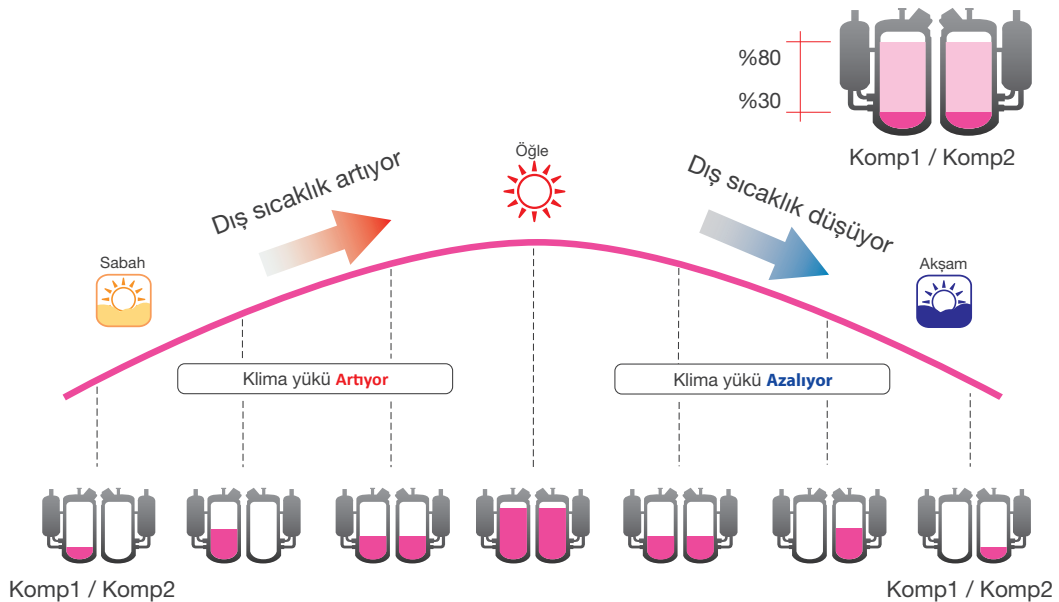 %80
%30
Komp1 / Komp2
Öğle
Dış sıcaklık artıyor
Dış sıcaklık düşüyor
Sabah
Akşam
Klima yükü Artıyor
Klima yükü Azalıyor
Komp1 / Komp2
Komp1 / Komp2